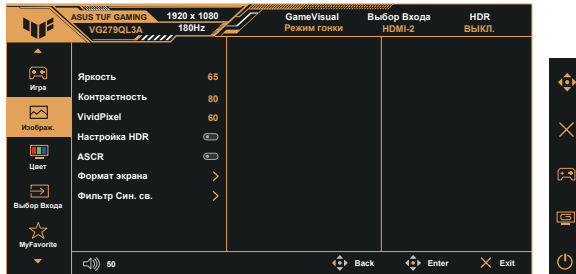 ASUS TUF GAMING 1920 x 1080 GameVisual Выбор Входа HDR
VG279QL3A 180Hz Режим гонки HDMI-2 ВЫКЛ.
Игра
Изображ.
Цвет
Выбор Входа
MyFavorite
Яркость 65
Контрастность 80
VividPixel 60
Настройка HDR
ASCR
Формат экрана
Фильтр Син. св.
50 Back Enter Exit